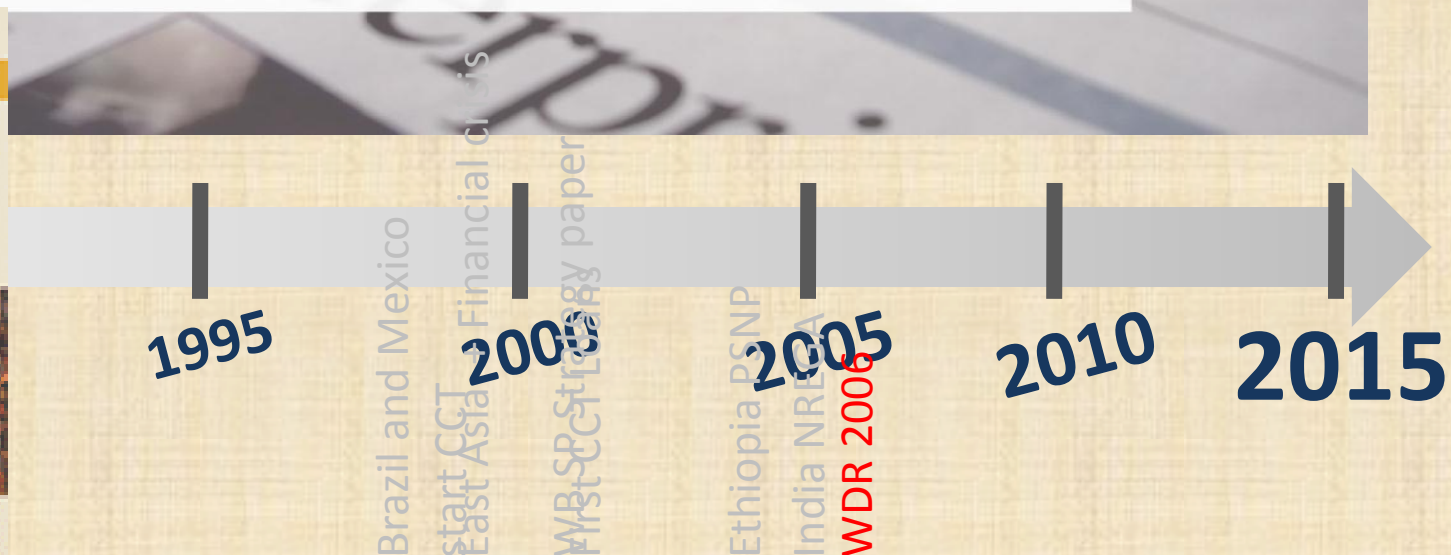 erpri
1995
2000
2005
2010
2015
Brazil and Mexico
start CCT
East Asia + Financial crisis
WB SP Strategy paper
First CCT Loans
Ethiopia PSNP
India NREGA
WDR 2006